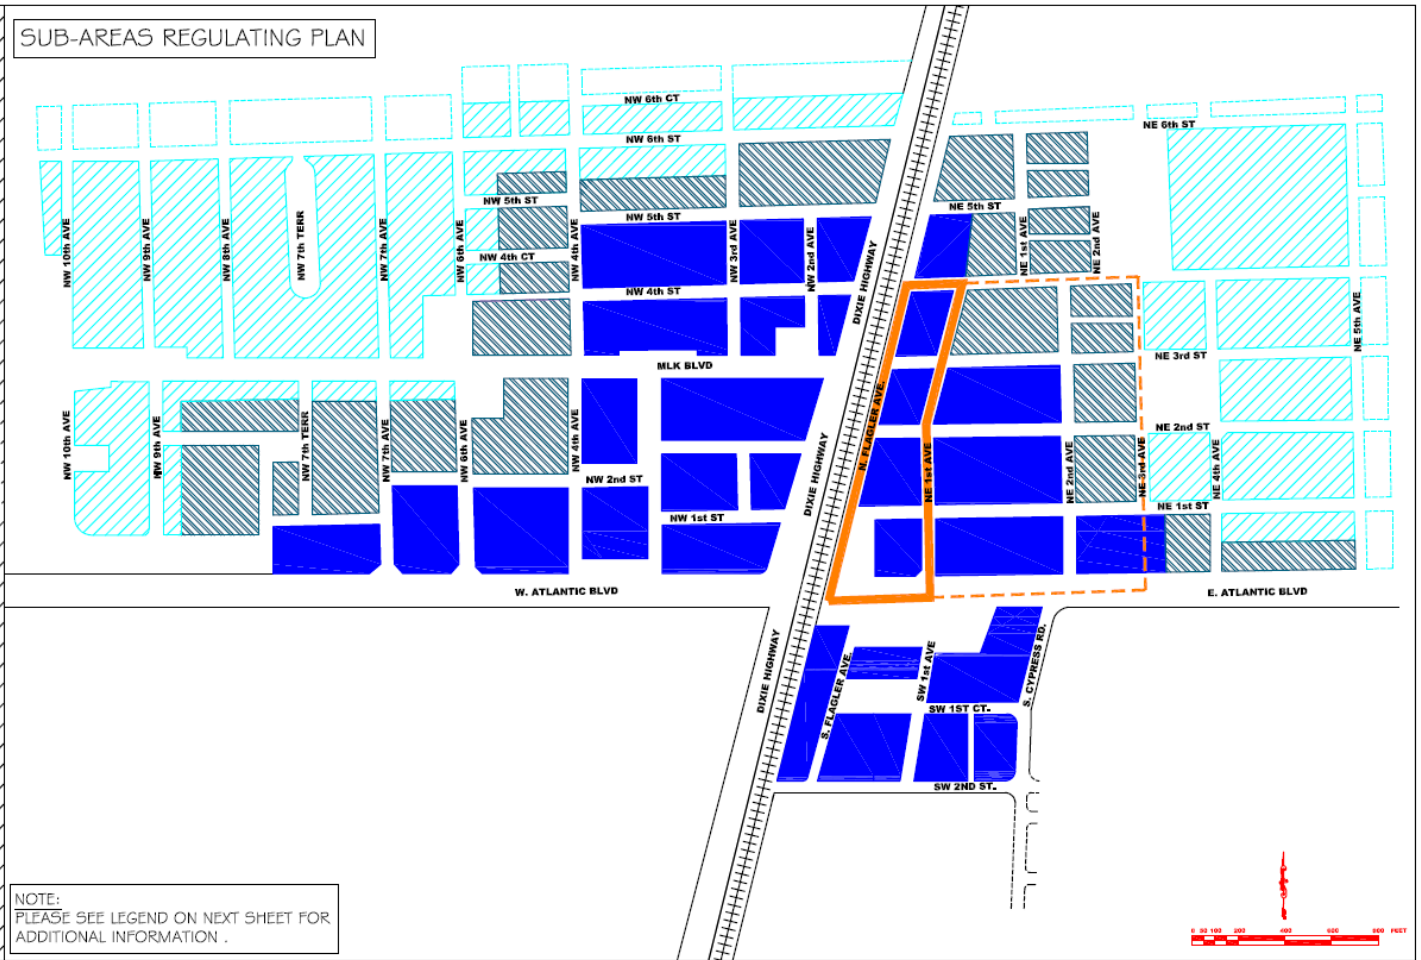 SUB-AREAS REGULATING PLAN
NW 6th CT
NE 6th ST
NW 6th ST
NW 5th ST
NW 5th ST
NE 5th ST
NW 10th AVE
NW 9th AVE
NW 8th AVE
NW 7th TERR
NW 7th AVE
NW 6th AVE
NW 4th AVE
NW 3rd AVE
NW 2nd AVE
DIXIE HIGHWAY
NE 1st AVE
NE 2nd AVE
NW 4th CT
NW 4th ST
NE 5th AVE
NE 3rd ST
MLK BLVD
N. FLAGLER AVE.
NW 10th AVE
NW 9th AVE
NW 7th TERR
NW 7th AVE
NW 6th AVE
NW 4th AVE
DIXIE HIGHWAY
NE 1st AVE
NE 2nd AVE
NE 3rd AVE
NE 2nd ST
NE 4th AVE
NW 2nd ST
NW 1st ST
NE 1st ST
W. ATLANTIC BLVD
E. ATLANTIC BLVD
DIXIE HIGHWAY
S. FLAGLER AVE.
SW 1st AVE
S. CYPRESS RD.
SW 1ST CT.
SW 2ND ST.
NOTE:
PLEASE SEE LEGEND ON NEXT SHEET FOR
ADDITIONAL INFORMATION .
0 50 100 200 400 600 800 FEET